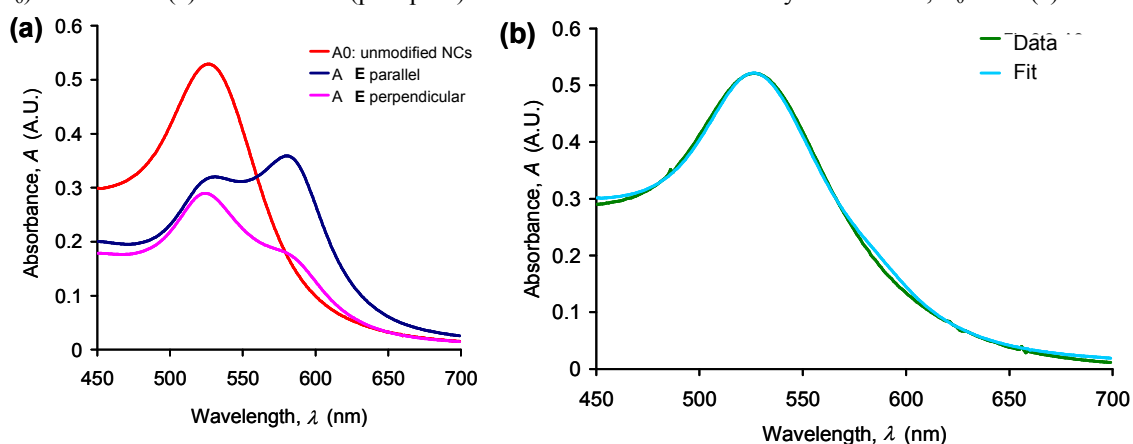 (a)
A0: unmodified NCs
A E parallel
A E perpendicular
Absorbance, A (A.U.)
0.6
0.5
0.4
0.3
0.2
0.1
0
450 500 550 600 650 700
Wavelength, λ (nm)
(b)
Data
Fit
Absorbance, A (A.U.)
0.6
0.5
0.4
0.3
0.2
0.1
0
450 500 550 600 650 700
Wavelength, λ (nm)